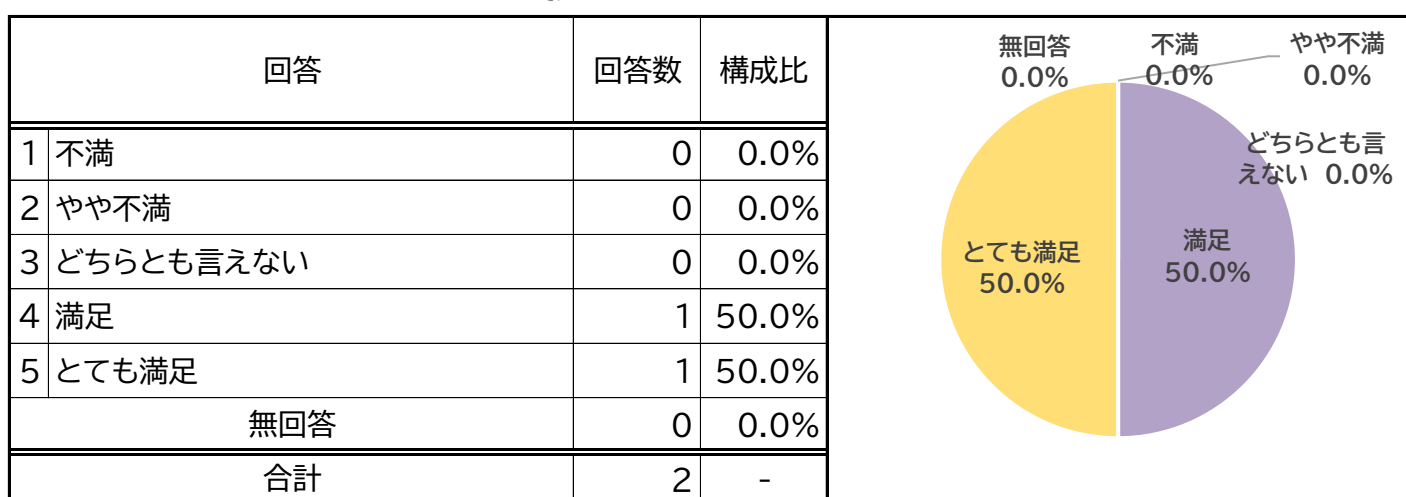 回答 回答数 構成比
1 不満 0 0.0%
2 やや不満 0 0.0%
3 どちらとも言えない 0 0.0%
4 満足 1 50.0%
5 とても満足 1 50.0%
無回答 0 0.0%
合計 2 -
無回答
0.0%
不満
0.0%
やや不満
0.0%
どちらとも言
えない 0.0%
満足
50.0%
とても満足
50.0%